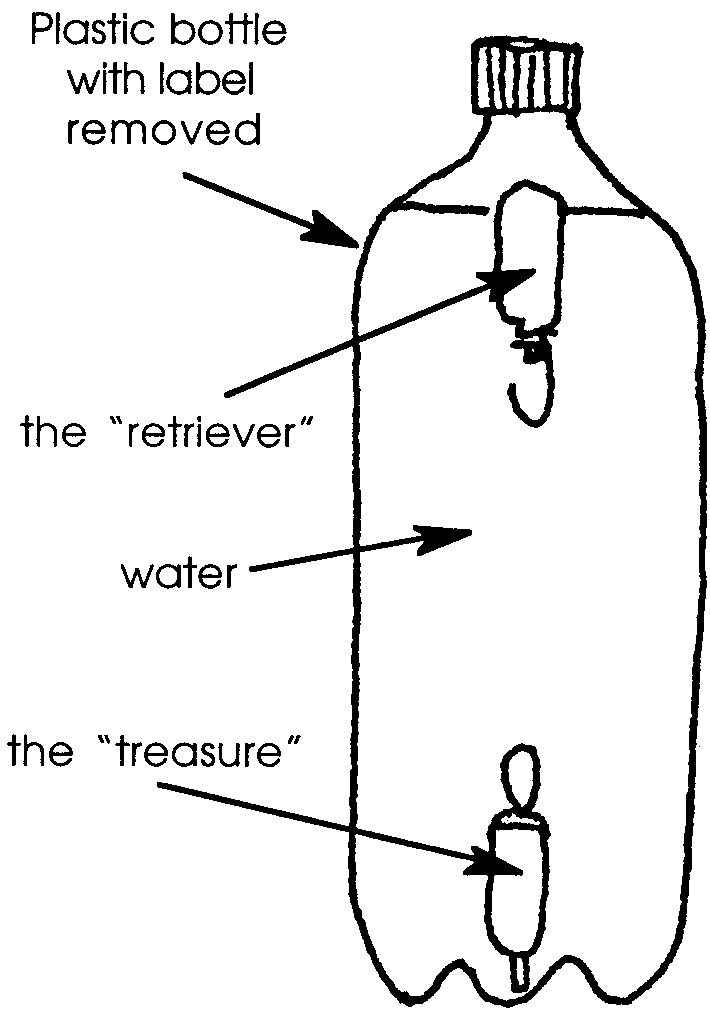 Plastic bottle
with label
removed
the "retriever"
water
the "treasure"